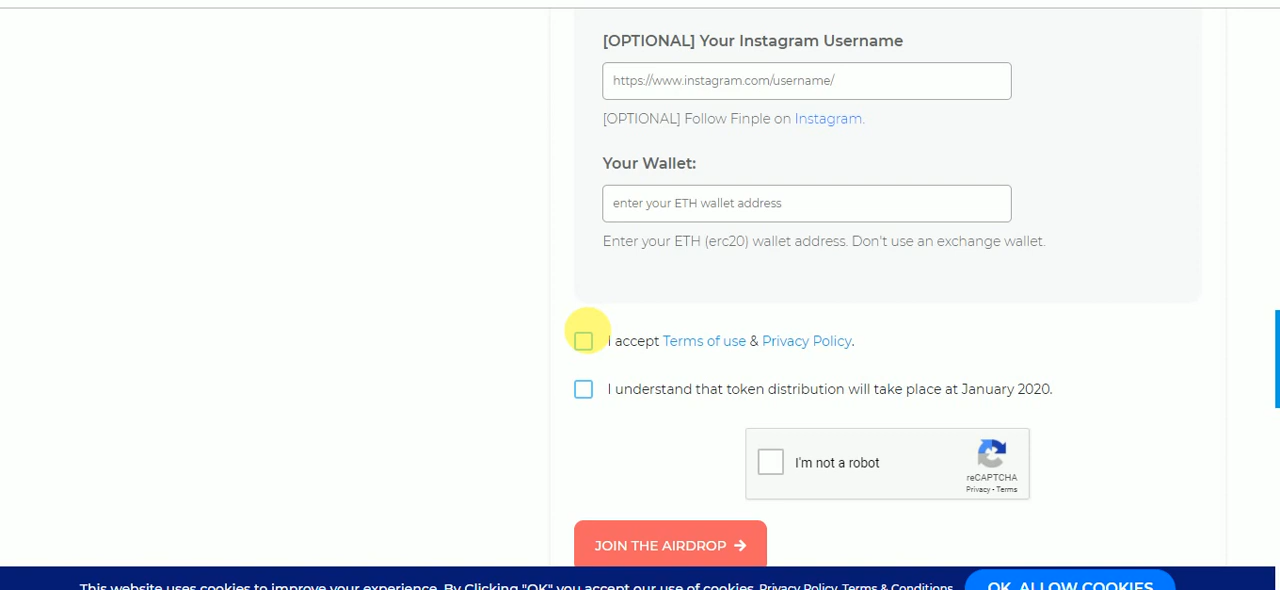 [OPTIONAL] Your Instagram Username
https://www.instagram.com/username/
[OPTIONAL] Follow Finple on Instagram.
Your Wallet:
enter your ETH wallet address
Enter your ETH (erc20) wallet address. Don't use an exchange wallet.
I accept Terms of use & Privacy Policy.
I understand that token distribution will take place at January 2020.
I'm not a robot
reCAPTCHA
Privacy - Terms
JOIN THE AIRDROP →
This website uses cookies to improve your experience. By Clicking "OK" you accept our use of cookies. Privacy Policy Terms & Conditions OK, ALLOW COOKIES